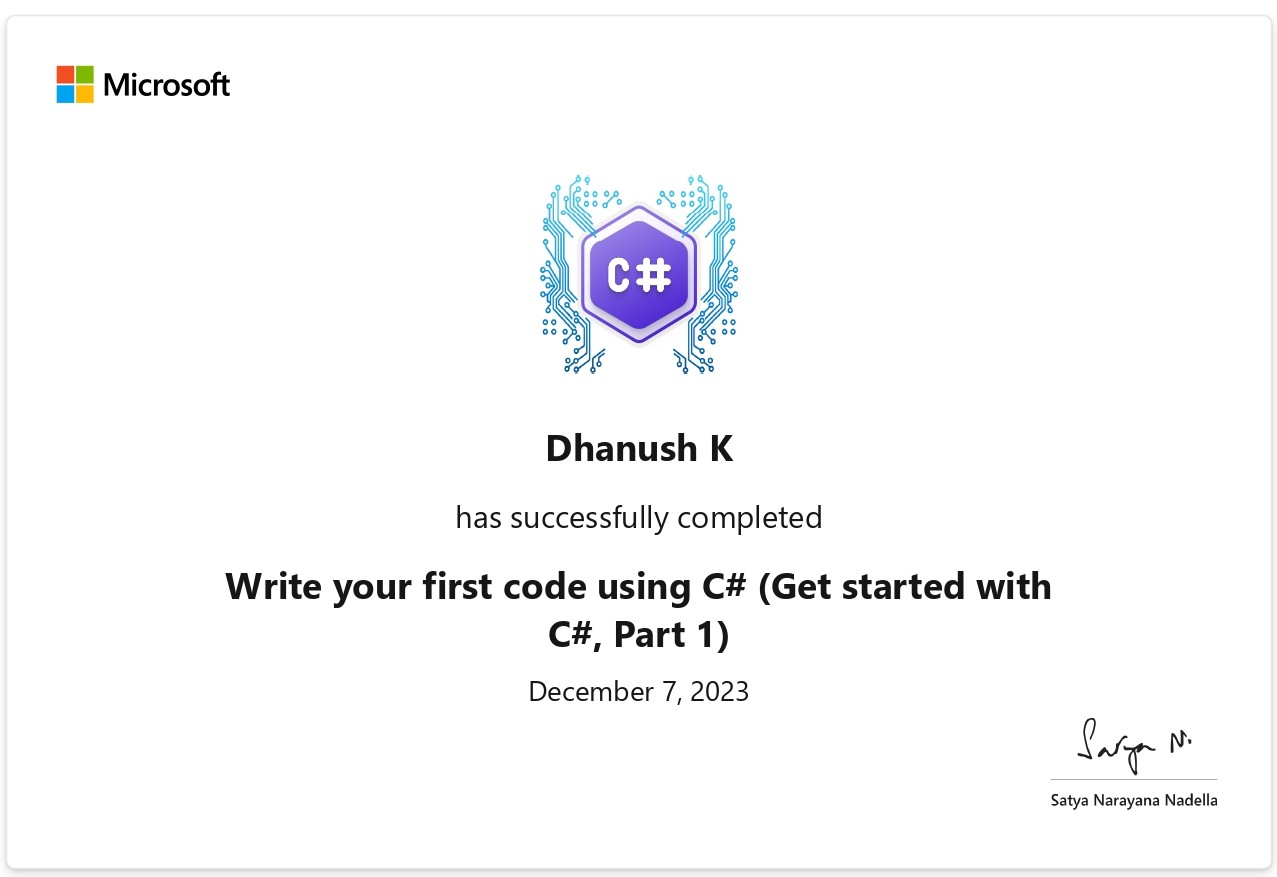 Microsoft
C#
Dhanush K
has successfully completed
Write your first code using C# (Get started with
C#, Part 1)
December 7, 2023
Satya N.
Satya Narayana Nadella